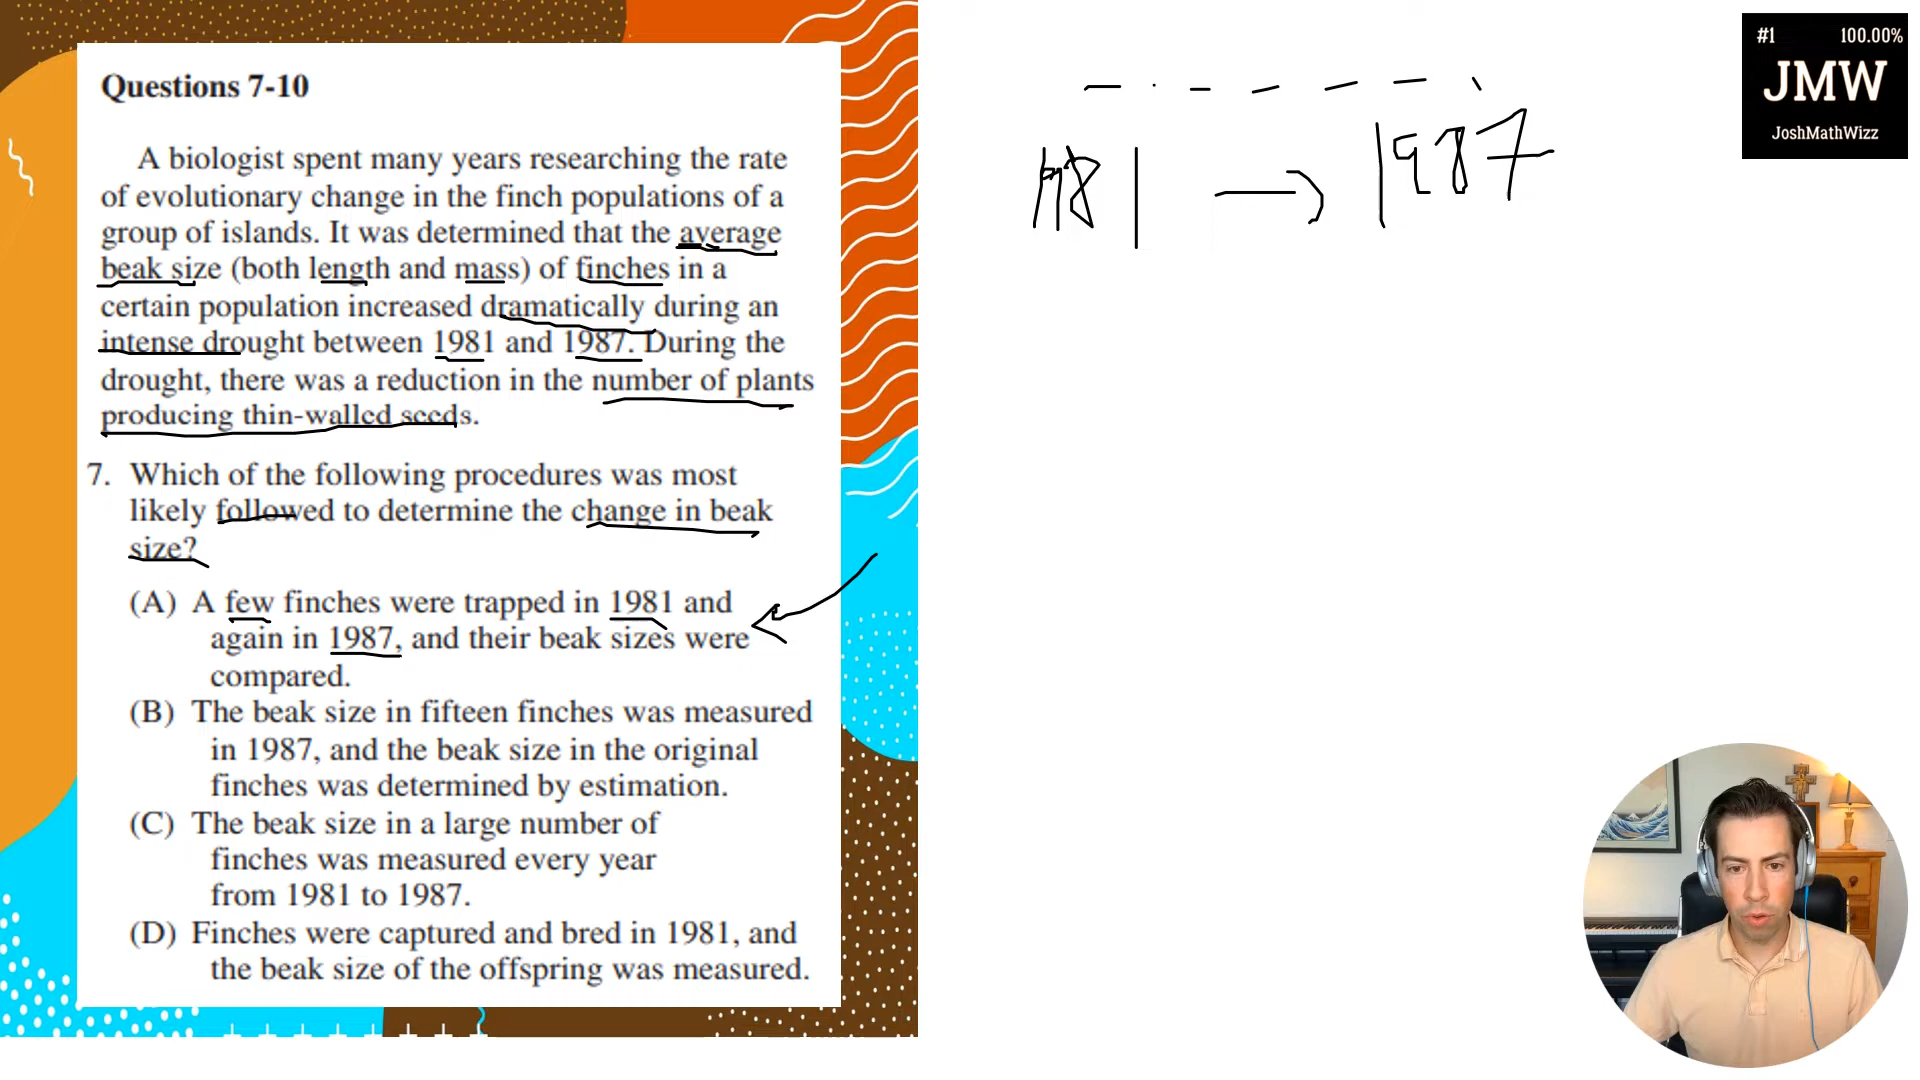 Questions 7-10
A biologist spent many years researching the rate
of evolutionary change in the finch populations of a
group of islands. It was determined that the average
beak size (both length and mass) of finches in a
certain population increased dramatically during an
intense drought between 1981 and 1987. During the
drought, there was a reduction in the number of plants
producing thin-walled seeds.
7. Which of the following procedures was most
likely followed to determine the change in beak
size?
(A) A few finches were trapped in 1981 and
again in 1987, and their beak sizes were
compared.
(B) The beak size in fifteen finches was measured
in 1987, and the beak size in the original
finches was determined by estimation.
(C) The beak size in a large number of
finches was measured every year
from 1981 to 1987.
(D) Finches were captured and bred in 1981, and
the beak size of the offspring was measured.
1981 → 1987
#1 100.00%
JMW
JoshMathWizz